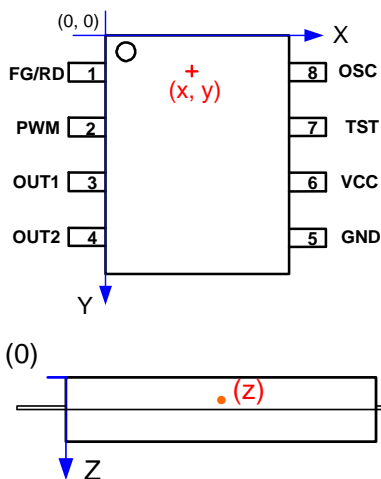 (0, 0) X
FG/RD 1 8 OSC
(x, y)
PWM 2 7 TST
OUT1 3 6 VCC
OUT2 4 5 GND
Y
(0)
(z)
Z